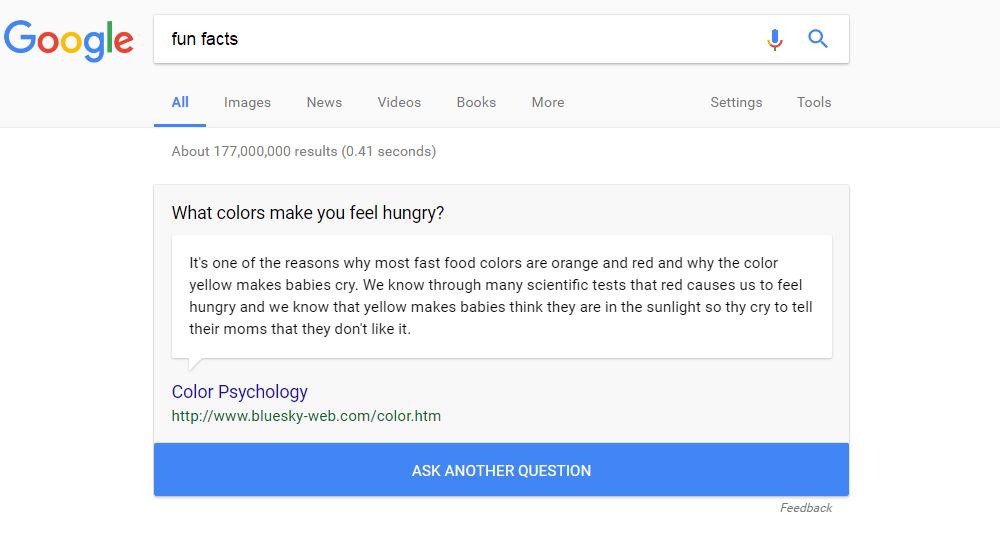 Google
fun facts
All Images News Videos Books More Settings Tools
About 177,000,000 results (0.41 seconds)
What colors make you feel hungry?
It's one of the reasons why most fast food colors are orange and red and why the color
yellow makes babies cry. We know through many scientific tests that red causes us to feel
hungry and we know that yellow makes babies think they are in the sunlight so thy cry to tell
their moms that they don't like it.
Color Psychology
http://www.bluesky-web.com/color.htm
ASK ANOTHER QUESTION
Feedback